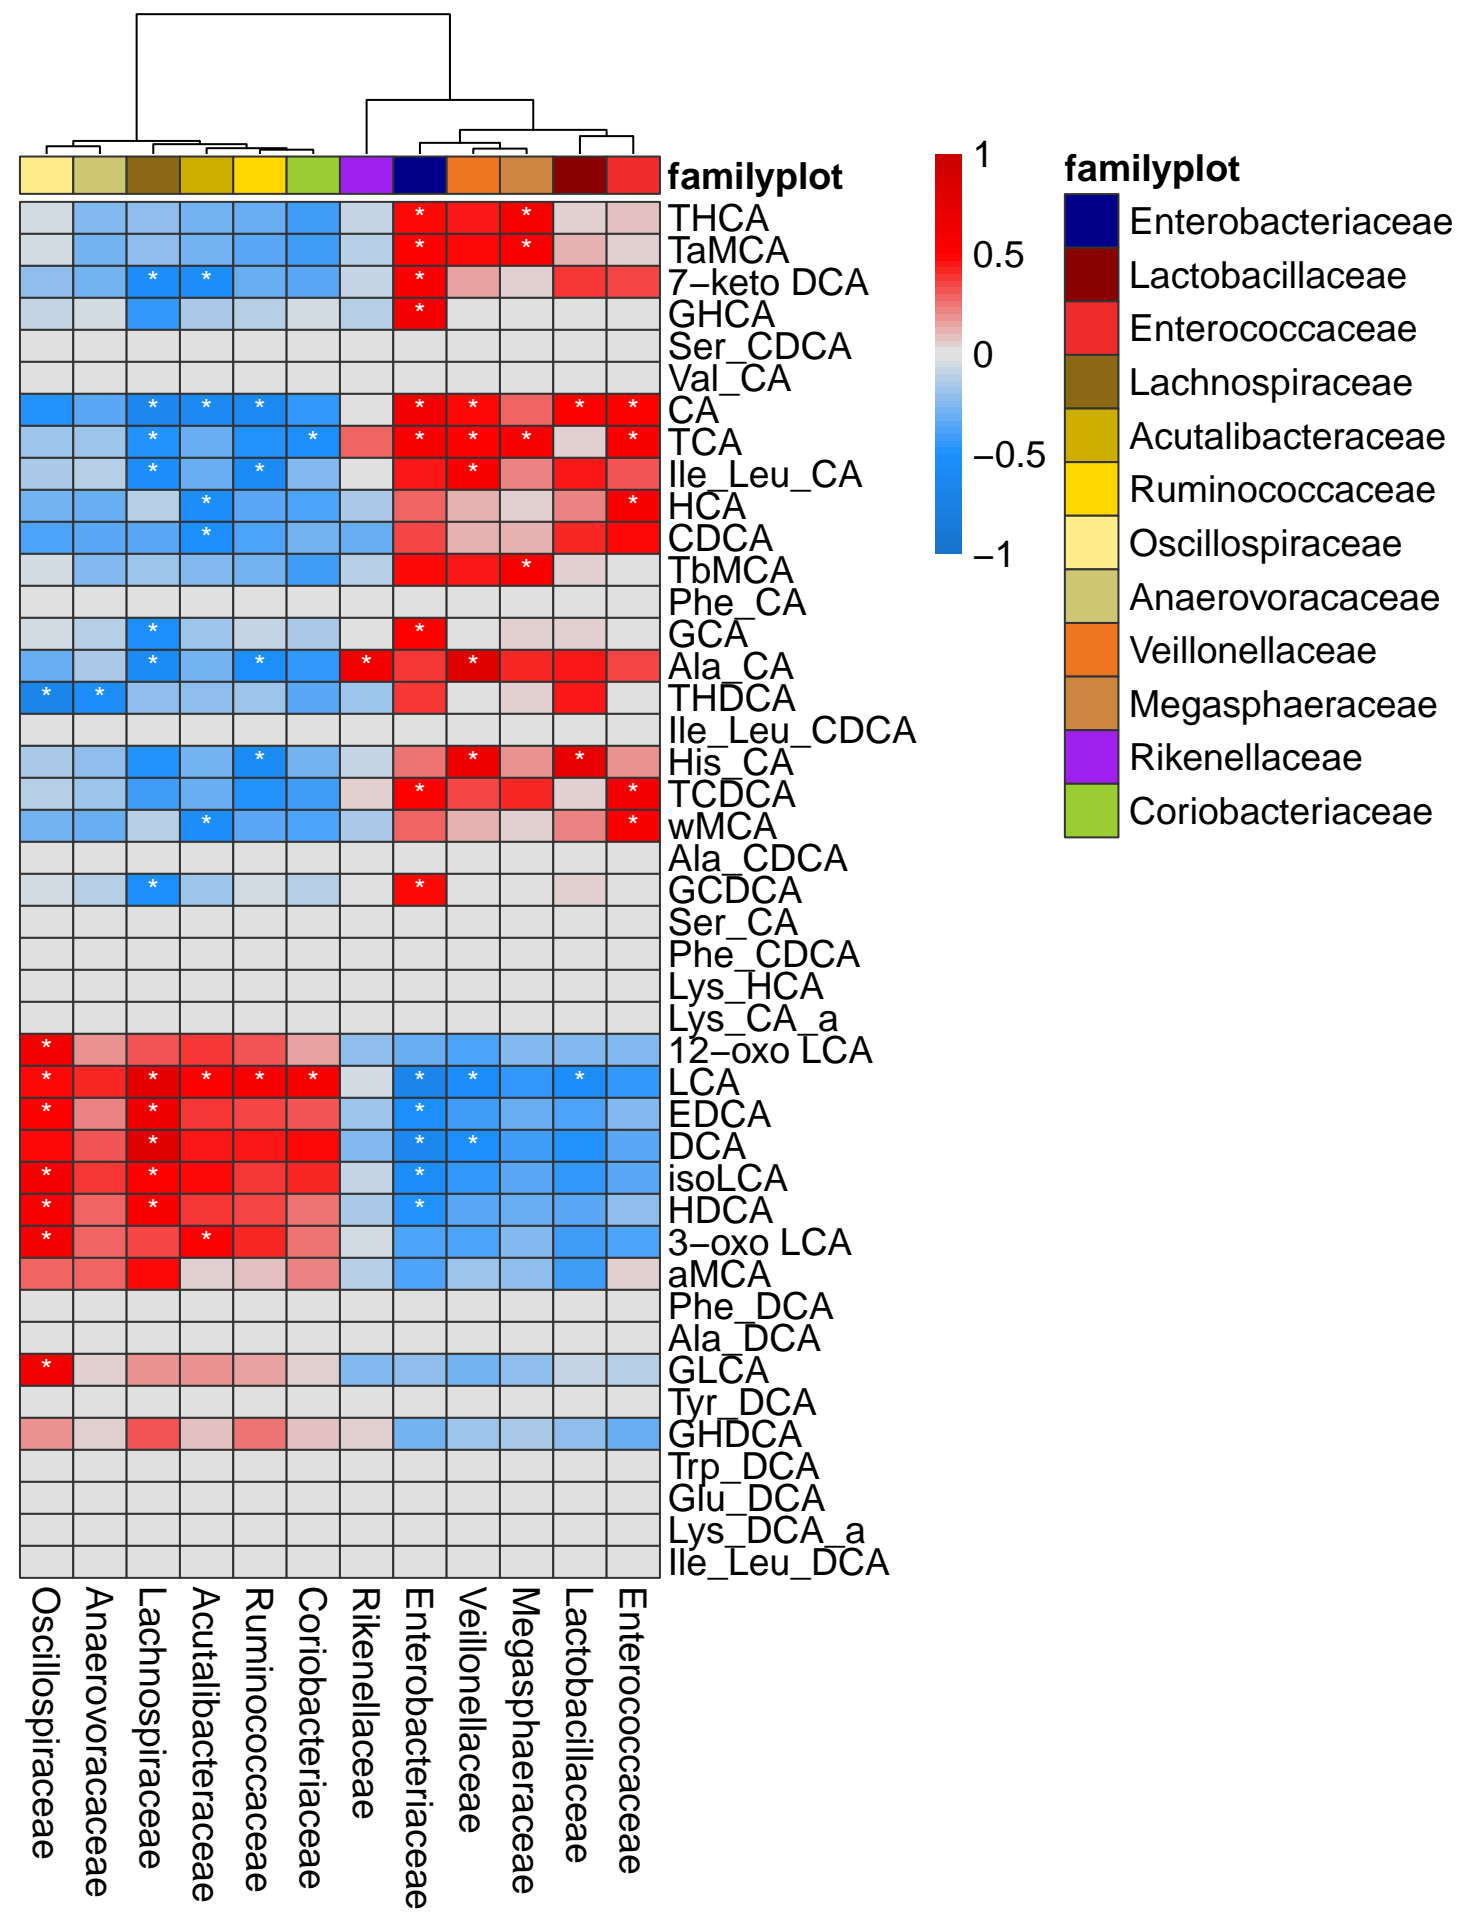 familyplot
THCA
TaMCA
7−keto DCA
GHCA
Ser_CDCA
Val_CA
CA
TCA
Ile_Leu_CA
HCA
CDCA
TbMCA
Phe_CA
GCA
Ala_CA
THDCA
Ile_Leu_CDCA
His_CA
TCDCA
wMCA
Ala_CDCA
GCDCA
Ser_CA
Phe_CDCA
Lys_HCA
Lys_CA_a
12−oxo LCA
LCA
EDCA
DCA
isoLCA
HDCA
3−oxo LCA
aMCA
Phe_DCA
Ala_DCA
GLCA
Tyr_DCA
GHDCA
Trp_DCA
Glu_DCA
Lys_DCA_a
Ile_Leu_DCA
Oscillospiraceae
Anaerovoracaceae
Lachnospiraceae
Acutalibacteraceae
Ruminococcaceae
Coriobacteriaceae
Rikenellaceae
Enterobacteriaceae
Veillonellaceae
Megasphaeraceae
Lactobacillaceae
Enterococcaceae
1
0.5
0
−0.5
−1
familyplot
Enterobacteriaceae
Lactobacillaceae
Enterococcaceae
Lachnospiraceae
Acutalibacteraceae
Ruminococcaceae
Oscillospiraceae
Anaerovoracaceae
Veillonellaceae
Megasphaeraceae
Rikenellaceae
Coriobacteriaceae